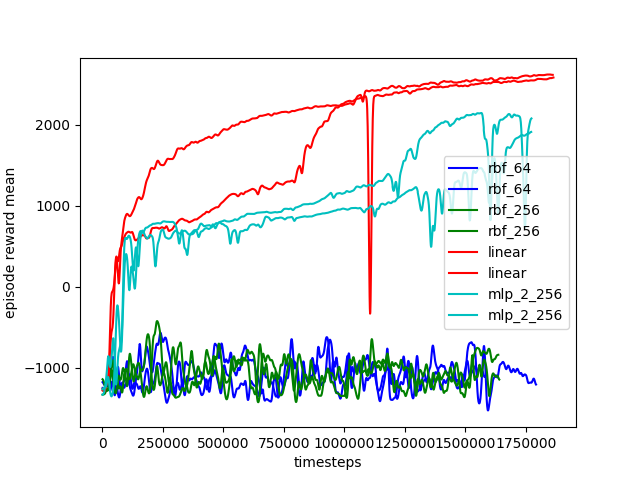 episode reward mean
2000
1000
0
−1000
rbf_64
rbf_64
rbf_256
rbf_256
linear
linear
mlp_2_256
mlp_2_256
0 250000 500000 750000 1000000 1250000 1500000 1750000
timesteps